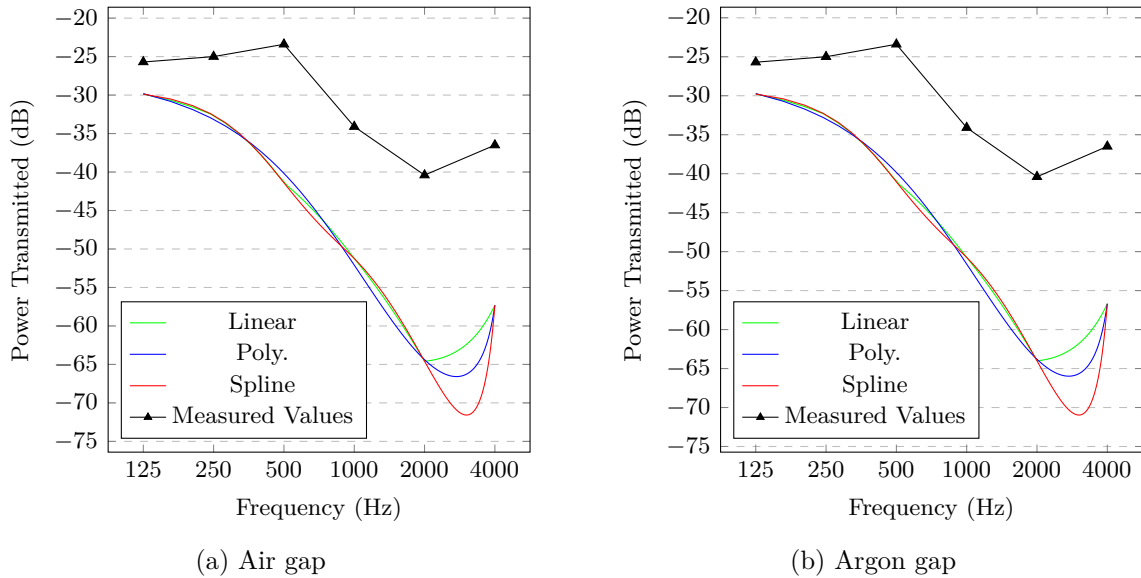 −20
−25
−30
−35
−40
−45
−50
−55
−60
−65
−70
−75
Power Transmitted (dB)
Linear
Poly.
Spline
Measured Values
125 250 500 1000 2000 4000
Frequency (Hz)
(a) Air gap
−20
−25
−30
−35
−40
−45
−50
−55
−60
−65
−70
−75
Power Transmitted (dB)
Linear
Poly.
Spline
Measured Values
125 250 500 1000 2000 4000
Frequency (Hz)
(b) Argon gap